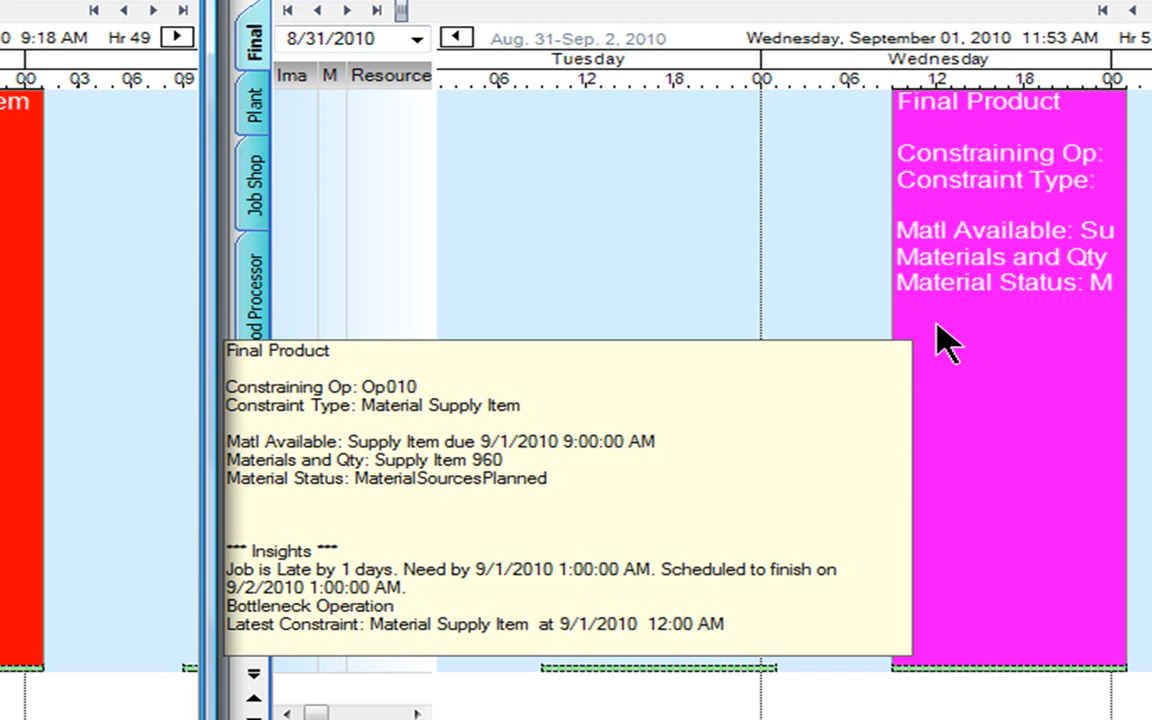 0 9:18 AM Hr 49
00 03 06 09
em
Final
Plant
Job Shop
od Processor
8/31/2010
Ima M Resource
Aug. 31-Sep. 2, 2010 Wednesday, September 01, 2010 11:53 AM Hr 5
Tuesday Wednesday
06 12 18 00 06 12 18 00
Final Product
Constraining Op:
Constraint Type:
Matl Available: Su
Materials and Qty
Material Status: M
Final Product
Constraining Op: Op010
Constraint Type: Material Supply Item
Matl Available: Supply Item due 9/1/2010 9:00:00 AM
Materials and Qty: Supply Item 960
Material Status: MaterialSourcesPlanned
*** Insights ***
Job is Late by 1 days. Need by 9/1/2010 1:00:00 AM. Scheduled to finish on
9/2/2010 1:00:00 AM.
Bottleneck Operation
Latest Constraint: Material Supply Item at 9/1/2010 12:00 AM